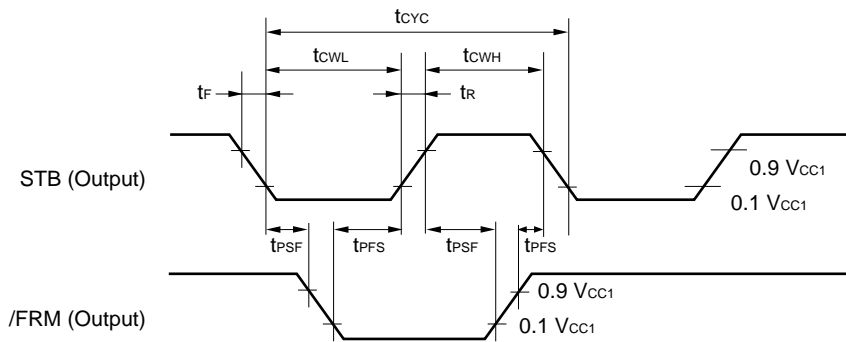 tCYC
tCWL tCWH
tF tR
STB (Output)
0.9 VCC1
0.1 VCC1
tPSF tPFS tPSF tPFS
/FRM (Output)
0.9 VCC1
0.1 VCC1